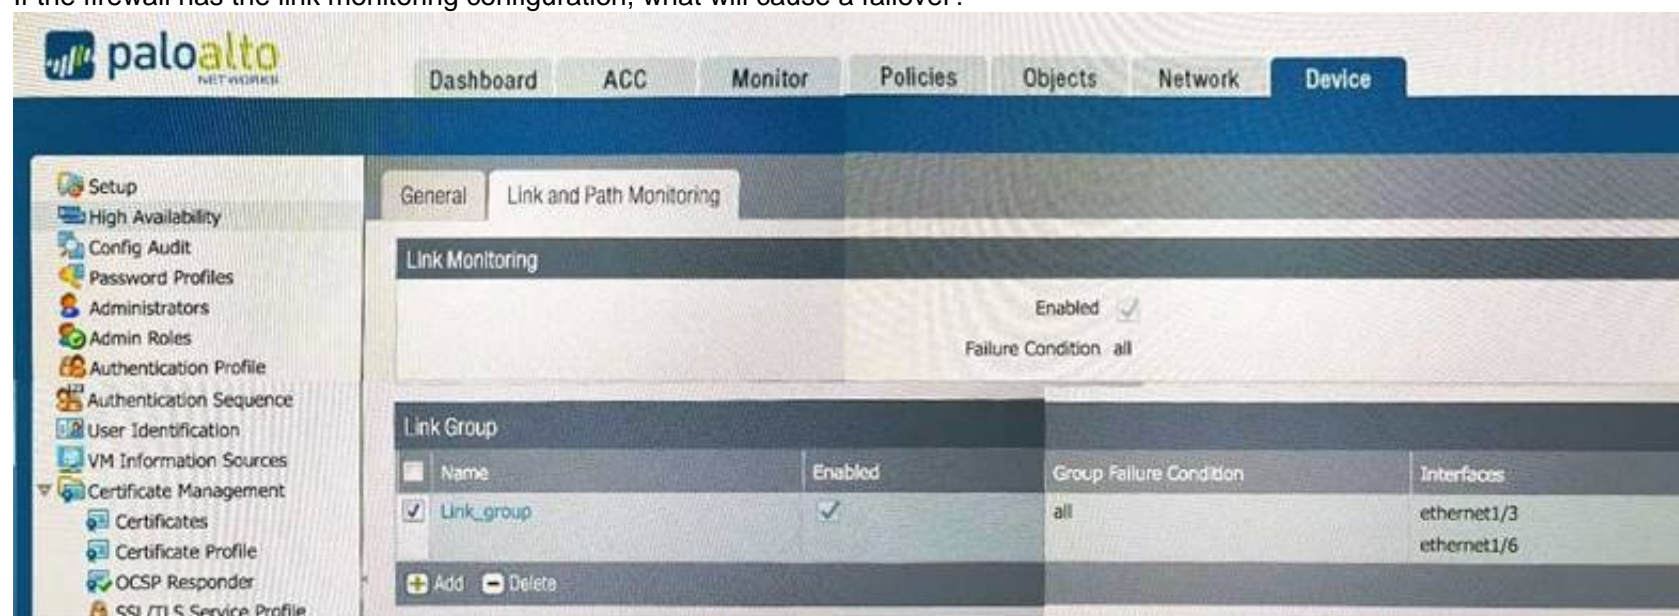 If the firewall has the link monitoring configuration, what will cause a failover?
paloalto
NETWORKS
Dashboard ACC Monitor Policies Objects Network Device
Setup
High Availability
Config Audit
Password Profiles
Administrators
Admin Roles
Authentication Profile
Authentication Sequence
User Identification
VM Information Sources
Certificate Management
Certificates
Certificate Profile
OCSP Responder
SSL/TLS Service Profile
General Link and Path Monitoring
Link Monitoring
Enabled
Failure Condition all
Link Group
Name Enabled Group Failure Condition Interfaces
Link_group all ethernet1/3
ethernet1/6
Add Delete